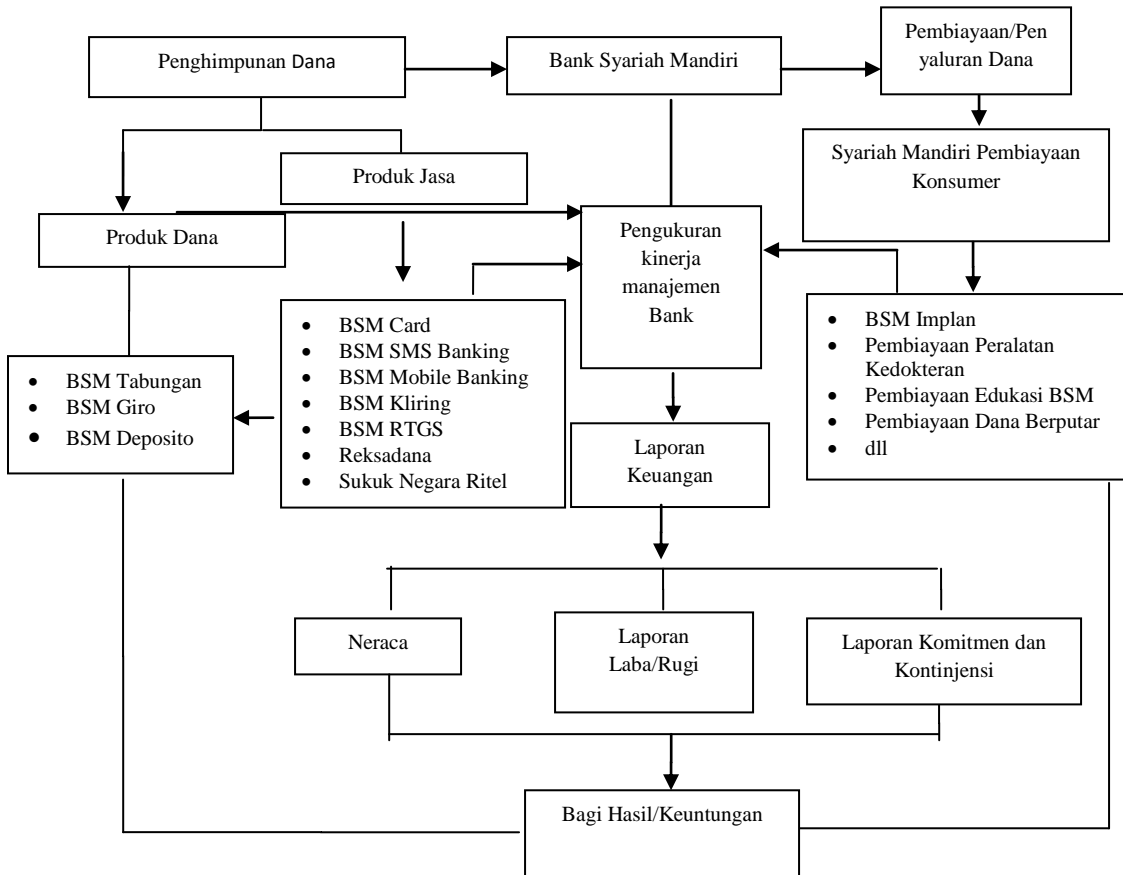 Penghimpunan Dana
Bank Syariah Mandiri
Pembiayaan/Pen
yaluran Dana
Produk Jasa
Syariah Mandiri Pembiayaan
Konsumer
Produk Dana
Pengukuran
kinerja
manajemen
Bank
• BSM Tabungan
• BSM Giro
• BSM Deposito
• BSM Card
• BSM SMS Banking
• BSM Mobile Banking
• BSM Kliring
• BSM RTGS
• Reksadana
• Sukuk Negara Ritel
• BSM Implan
• Pembiayaan Peralatan
Kedokteran
• Pembiayaan Edukasi BSM
• Pembiayaan Dana Berputar
• dll
Laporan
Keuangan
Neraca
Laporan
Laba/Rugi
Laporan Komitmen dan
Kontinjensi
Bagi Hasil/Keuntungan